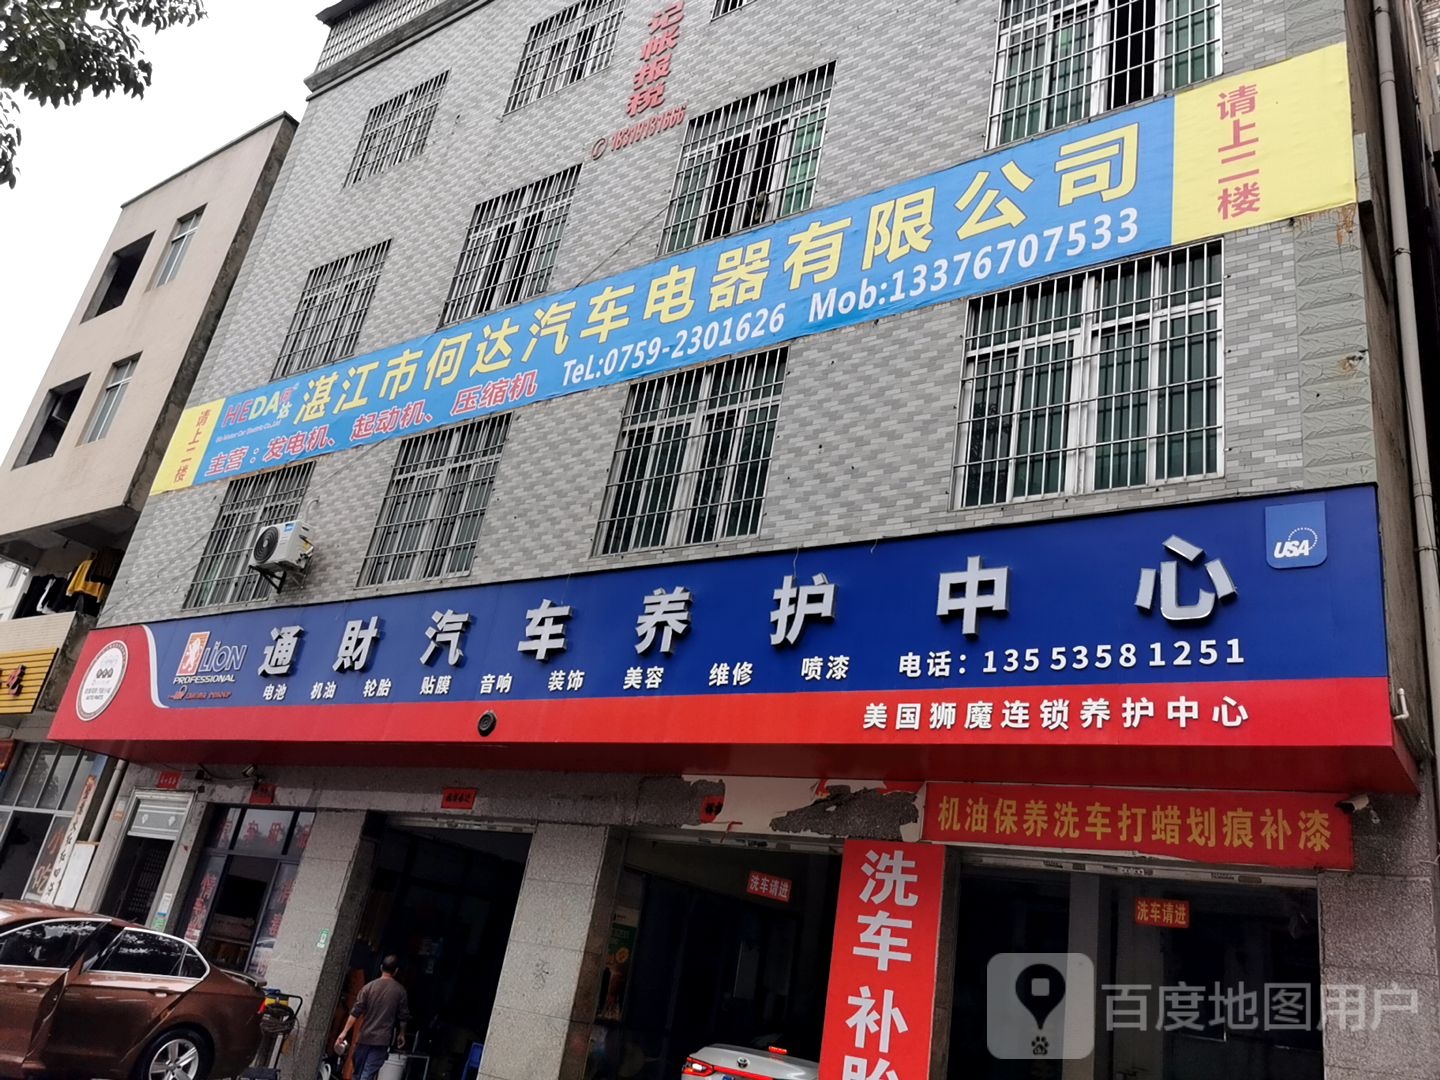 记帐报税
请上二楼
湛江市何达汽车电器有限公司
HEDA 何达
主营：发电机、起动机、压缩机
TeL:0759-2301626
Mob:13376707533
请上二楼
USA
LION
PROFESSIONAL
通財汽车养护中心
电池 机油 轮胎 贴膜 音响 装饰 美容 维修 喷漆 电话：13553581251
美国狮魔连锁养护中心
机油保养洗车打蜡划痕补漆
洗车请进
洗车请进
洗车补胎
百度地图用户